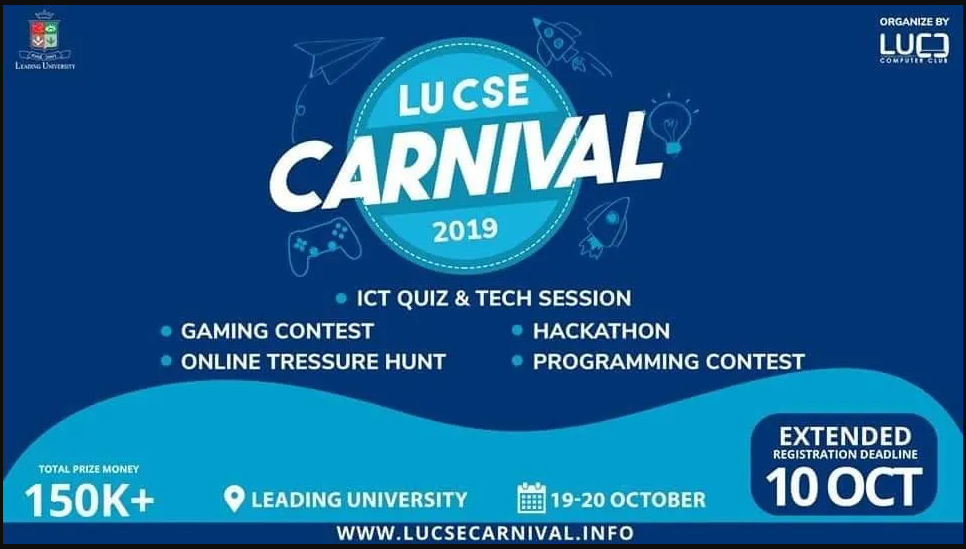 LEADING UNIVERSITY
ORGANIZE BY
LUCC
COMPUTER CLUB
LU CSE
CARNIVAL
2019
ICT QUIZ & TECH SESSION
GAMING CONTEST
HACKATHON
ONLINE TRESSURE HUNT
PROGRAMMING CONTEST
TOTAL PRIZE MONEY
150K+
LEADING UNIVERSITY
19-20 OCTOBER
EXTENDED
REGISTRATION DEADLINE
10 OCT
WWW.LUCSECARNIVAL.INFO